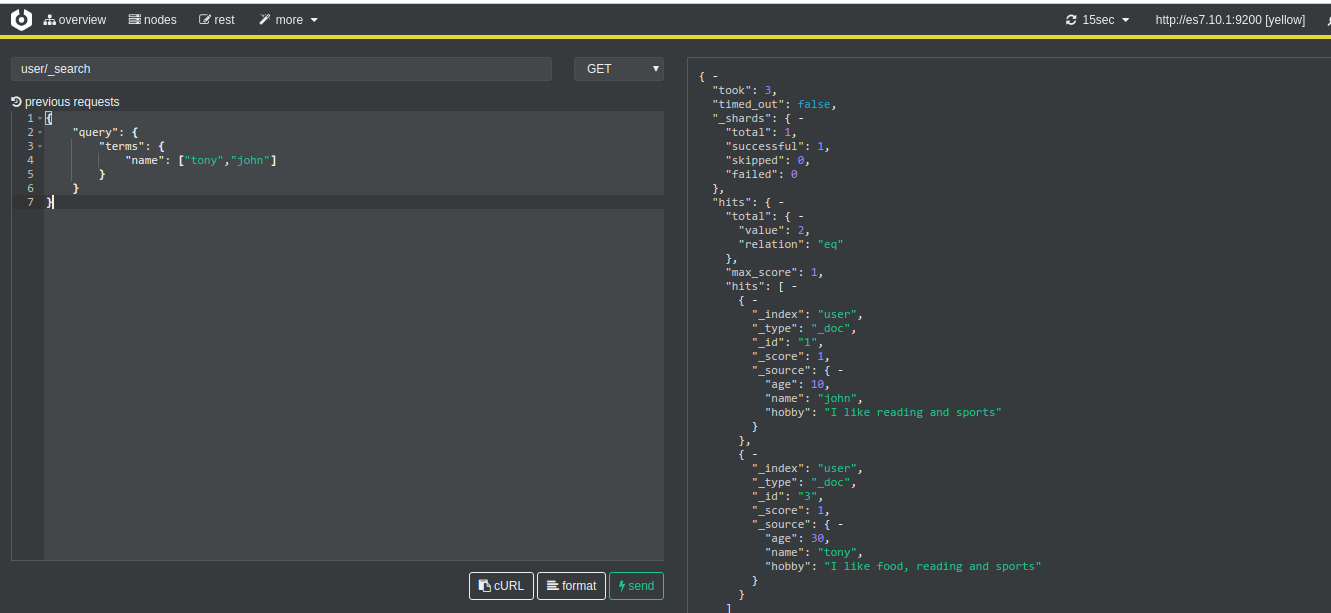 overview nodes rest more 15sec http://es7.10.1:9200 [yellow]
user/_search GET
previous requests
1 {
2 "query": {
3 "terms": {
4 "name": ["tony","john"]
5 }
6 }
7 }
cURL format send
{ -
"took": 3,
"timed_out": false,
"_shards": { -
"total": 1,
"successful": 1,
"skipped": 0,
"failed": 0
},
"hits": { -
"total": { -
"value": 2,
"relation": "eq"
},
"max_score": 1,
"hits": [ -
{ -
"_index": "user",
"_type": "_doc",
"_id": "1",
"_score": 1,
"_source": { -
"age": 10,
"name": "john",
"hobby": "I like reading and sports"
}
},
{ -
"_index": "user",
"_type": "_doc",
"_id": "3",
"_score": 1,
"_source": { -
"age": 30,
"name": "tony",
"hobby": "I like food, reading and sports"
}
}
]